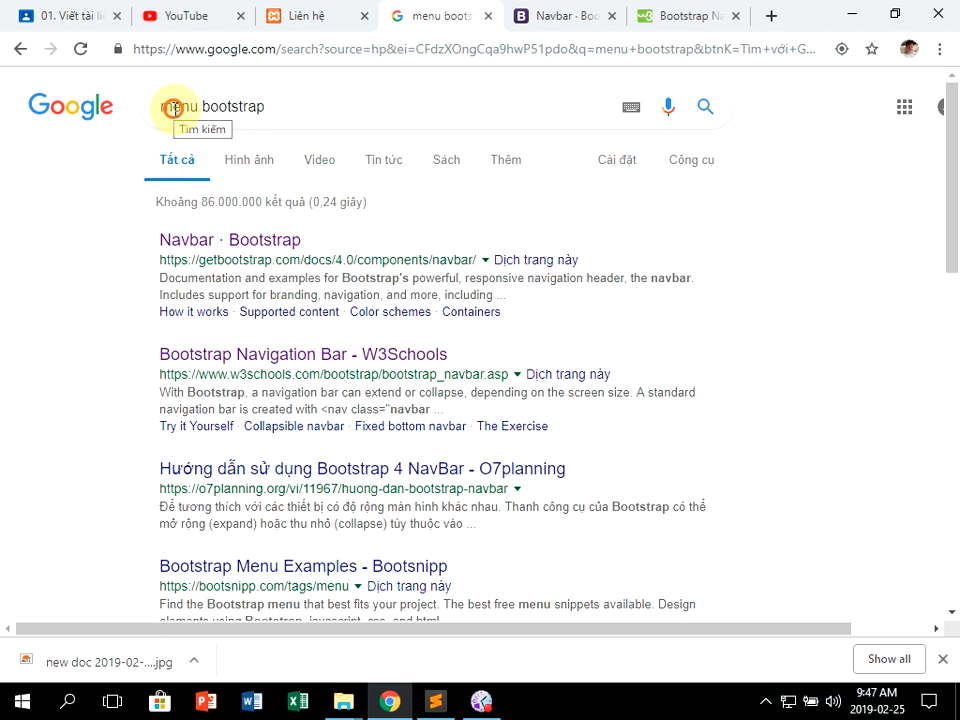 01. Viết tài li
YouTube
Liên hệ
menu boots
Navbar · Boo
Bootstrap Na
https://www.google.com/search?source=hp&ei=CFdzXOngCqa9hwP51pdo&q=menu+bootstrap&btnK=Tìm+với+G...
Google
menu bootstrap
Tìm kiếm
Tất cả
Hình ảnh
Video
Tin tức
Sách
Thêm
Cài đặt
Công cụ
Khoảng 86.000.000 kết quả (0,24 giây)
Navbar · Bootstrap
https://getbootstrap.com/docs/4.0/components/navbar/ Dịch trang này
Documentation and examples for Bootstrap's powerful, responsive navigation header, the navbar.
Includes support for branding, navigation, and more, including ...
How it works · Supported content · Color schemes · Containers
Bootstrap Navigation Bar - W3Schools
https://www.w3schools.com/bootstrap/bootstrap_navbar.asp Dịch trang này
With Bootstrap, a navigation bar can extend or collapse, depending on the screen size. A standard
navigation bar is created with <nav class="navbar ...
Try it Yourself · Collapsible navbar · Fixed bottom navbar · The Exercise
Hướng dẫn sử dụng Bootstrap 4 NavBar - O7planning
https://o7planning.org/vi/11967/huong-dan-bootstrap-navbar
Để tương thích với các thiết bị có độ rộng màn hình khác nhau. Thanh công cụ của Bootstrap có thể
mở rộng (expand) hoặc thu nhỏ (collapse) tùy thuộc vào ...
Bootstrap Menu Examples - Bootsnipp
https://bootsnipp.com/tags/menu Dịch trang này
Find the Bootstrap menu that best fits your project. The best free menu snippets available. Design
elements using Bootstrap, javascript, css, and html.
new doc 2019-02-....jpg
Show all
9:47 AM
2019-02-25